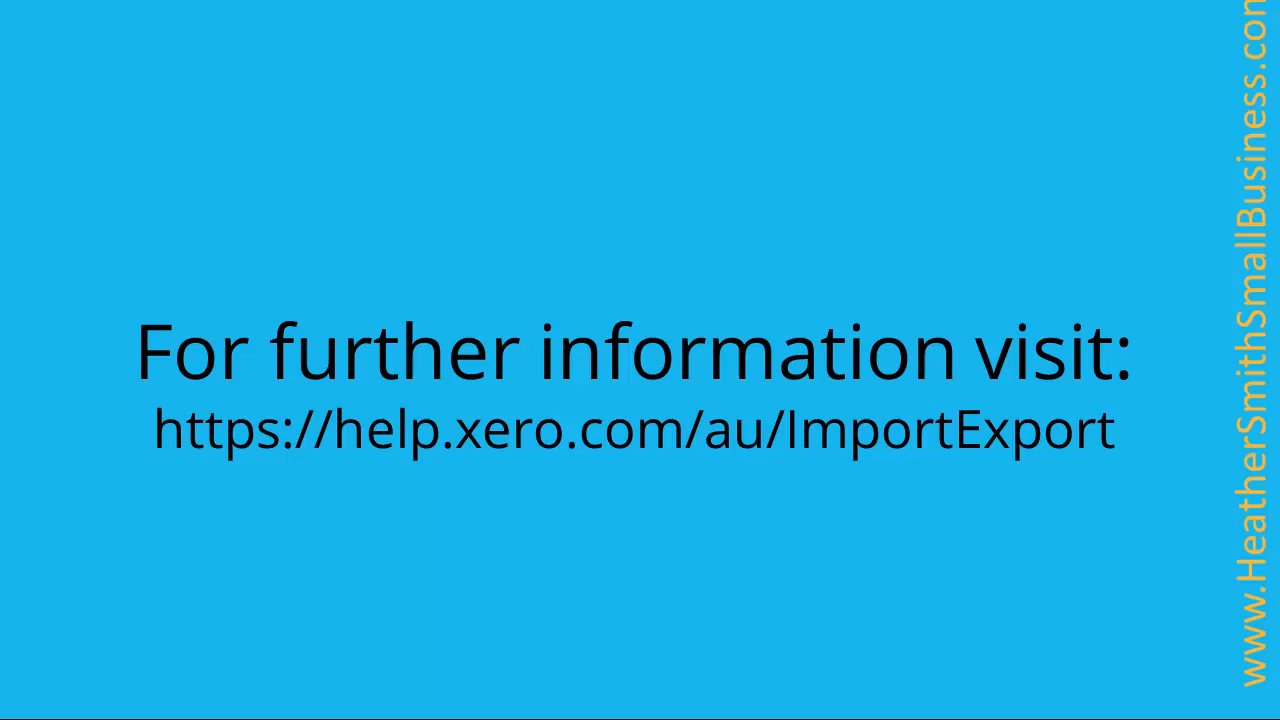 For further information visit:
https://help.xero.com/au/ImportExport
www.HeatherSmithSmallBusiness.com